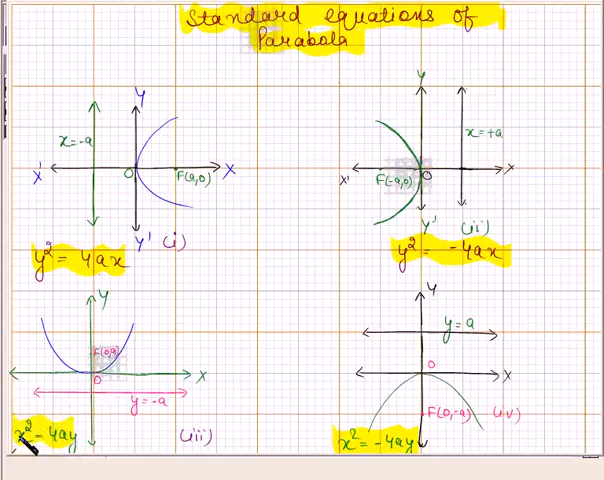 Standard equations of
Parabola
Y
x=-a
X'
O
F(a,0)
X
Y'
(i)
y² = 4ax
Y
x=+a
X'
F(-a,0)
O
X
Y'
(ii)
y² = -4ax
Y
F(0,a)
O
X
y=-a
x²=4ay
(iii)
Y
y=a
O
X
F(0,-a)
(iv)
x²=-4ay